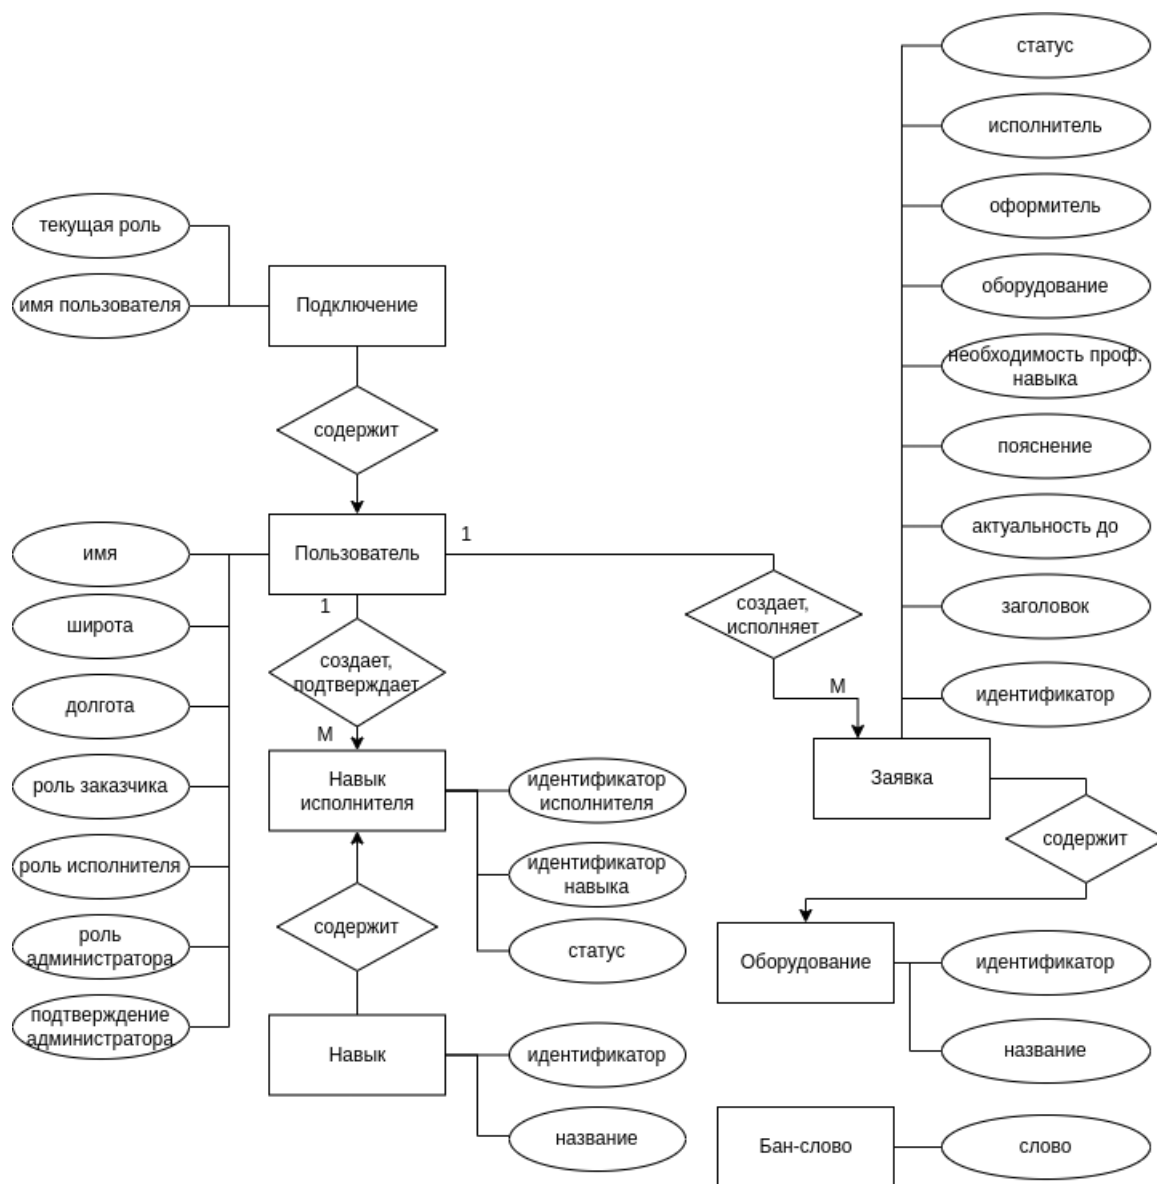 статус
исполнитель
оформитель
оборудование
необходимость проф.
навыка
пояснение
актуальность до
заголовок
идентификатор
текущая роль
имя пользователя
Подключение
содержит
имя
широта
долгота
роль заказчика
роль исполнителя
роль
администратора
подтверждение
администратора
Пользователь
1
1
создает,
подтверждает
М
создает,
исполняет
М
Заявка
содержит
Навык
исполнителя
идентификатор
исполнителя
идентификатор
навыка
статус
содержит
Навык
идентификатор
название
Оборудование
идентификатор
название
Бан-слово
слово